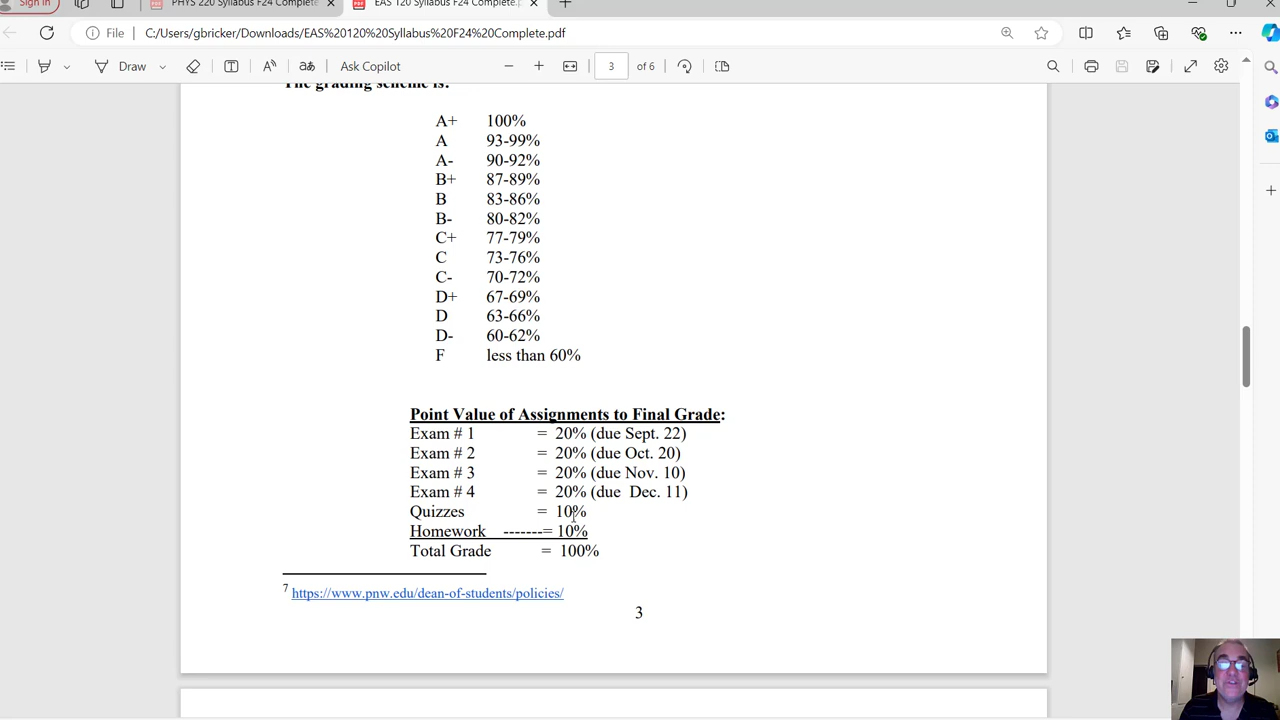 Sign in
PHYS 220 Syllabus F24 Complete
EAS 120 Syllabus F24 Complete.p
File
C:/Users/gbricker/Downloads/EAS%20120%20Syllabus%20F24%20Complete.pdf
Draw
aあ
Ask Copilot
3 of 6
The grading scheme is:
A+ 100%
A 93-99%
A- 90-92%
B+ 87-89%
B 83-86%
B- 80-82%
C+ 77-79%
C 73-76%
C- 70-72%
D+ 67-69%
D 63-66%
D- 60-62%
F less than 60%
Point Value of Assignments to Final Grade:
Exam # 1 = 20% (due Sept. 22)
Exam # 2 = 20% (due Oct. 20)
Exam # 3 = 20% (due Nov. 10)
Exam # 4 = 20% (due Dec. 11)
Quizzes = 10%
Homework -------= 10%
Total Grade = 100%
7 https://www.pnw.edu/dean-of-students/policies/
3